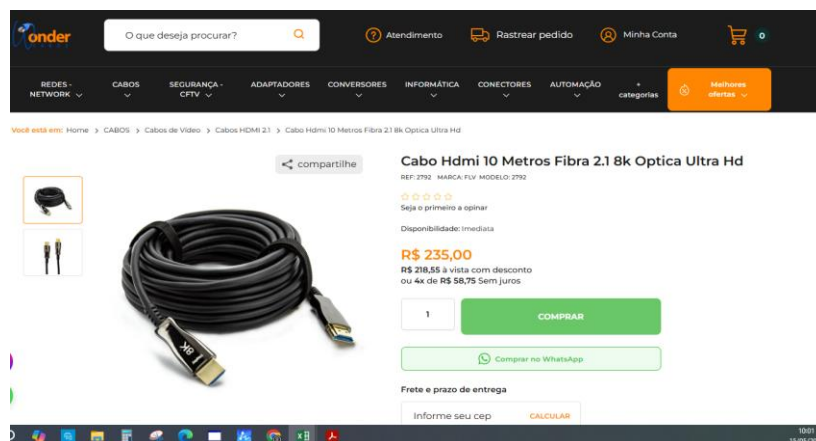 onder
O que deseja procurar?
Atendimento
Rastrear pedido
Minha Conta
0
REDES - NETWORK
CABOS
SEGURANÇA - CFTV
ADAPTADORES
CONVERSORES
INFORMÁTICA
CONECTORES
AUTOMAÇÃO
+ categorias
Melhores ofertas
Você está em: Home > CABOS > Cabos de Vídeo > Cabos HDMI 2.1 > Cabo Hdmi 10 Metros Fibra 2.1 8k Optica Ultra Hd
compartilhe
Cabo Hdmi 10 Metros Fibra 2.1 8k Optica Ultra Hd
REF: 2792 MARCA: FLV MODELO: 2792
Seja o primeiro a opinar
Disponibilidade: Imediata
R$ 235,00
R$ 218,55 à vista com desconto
ou 4x de R$ 58,75 Sem juros
1
COMPRAR
Comprar no WhatsApp
8K
Frete e prazo de entrega
Informe seu cep
CALCULAR
10:01